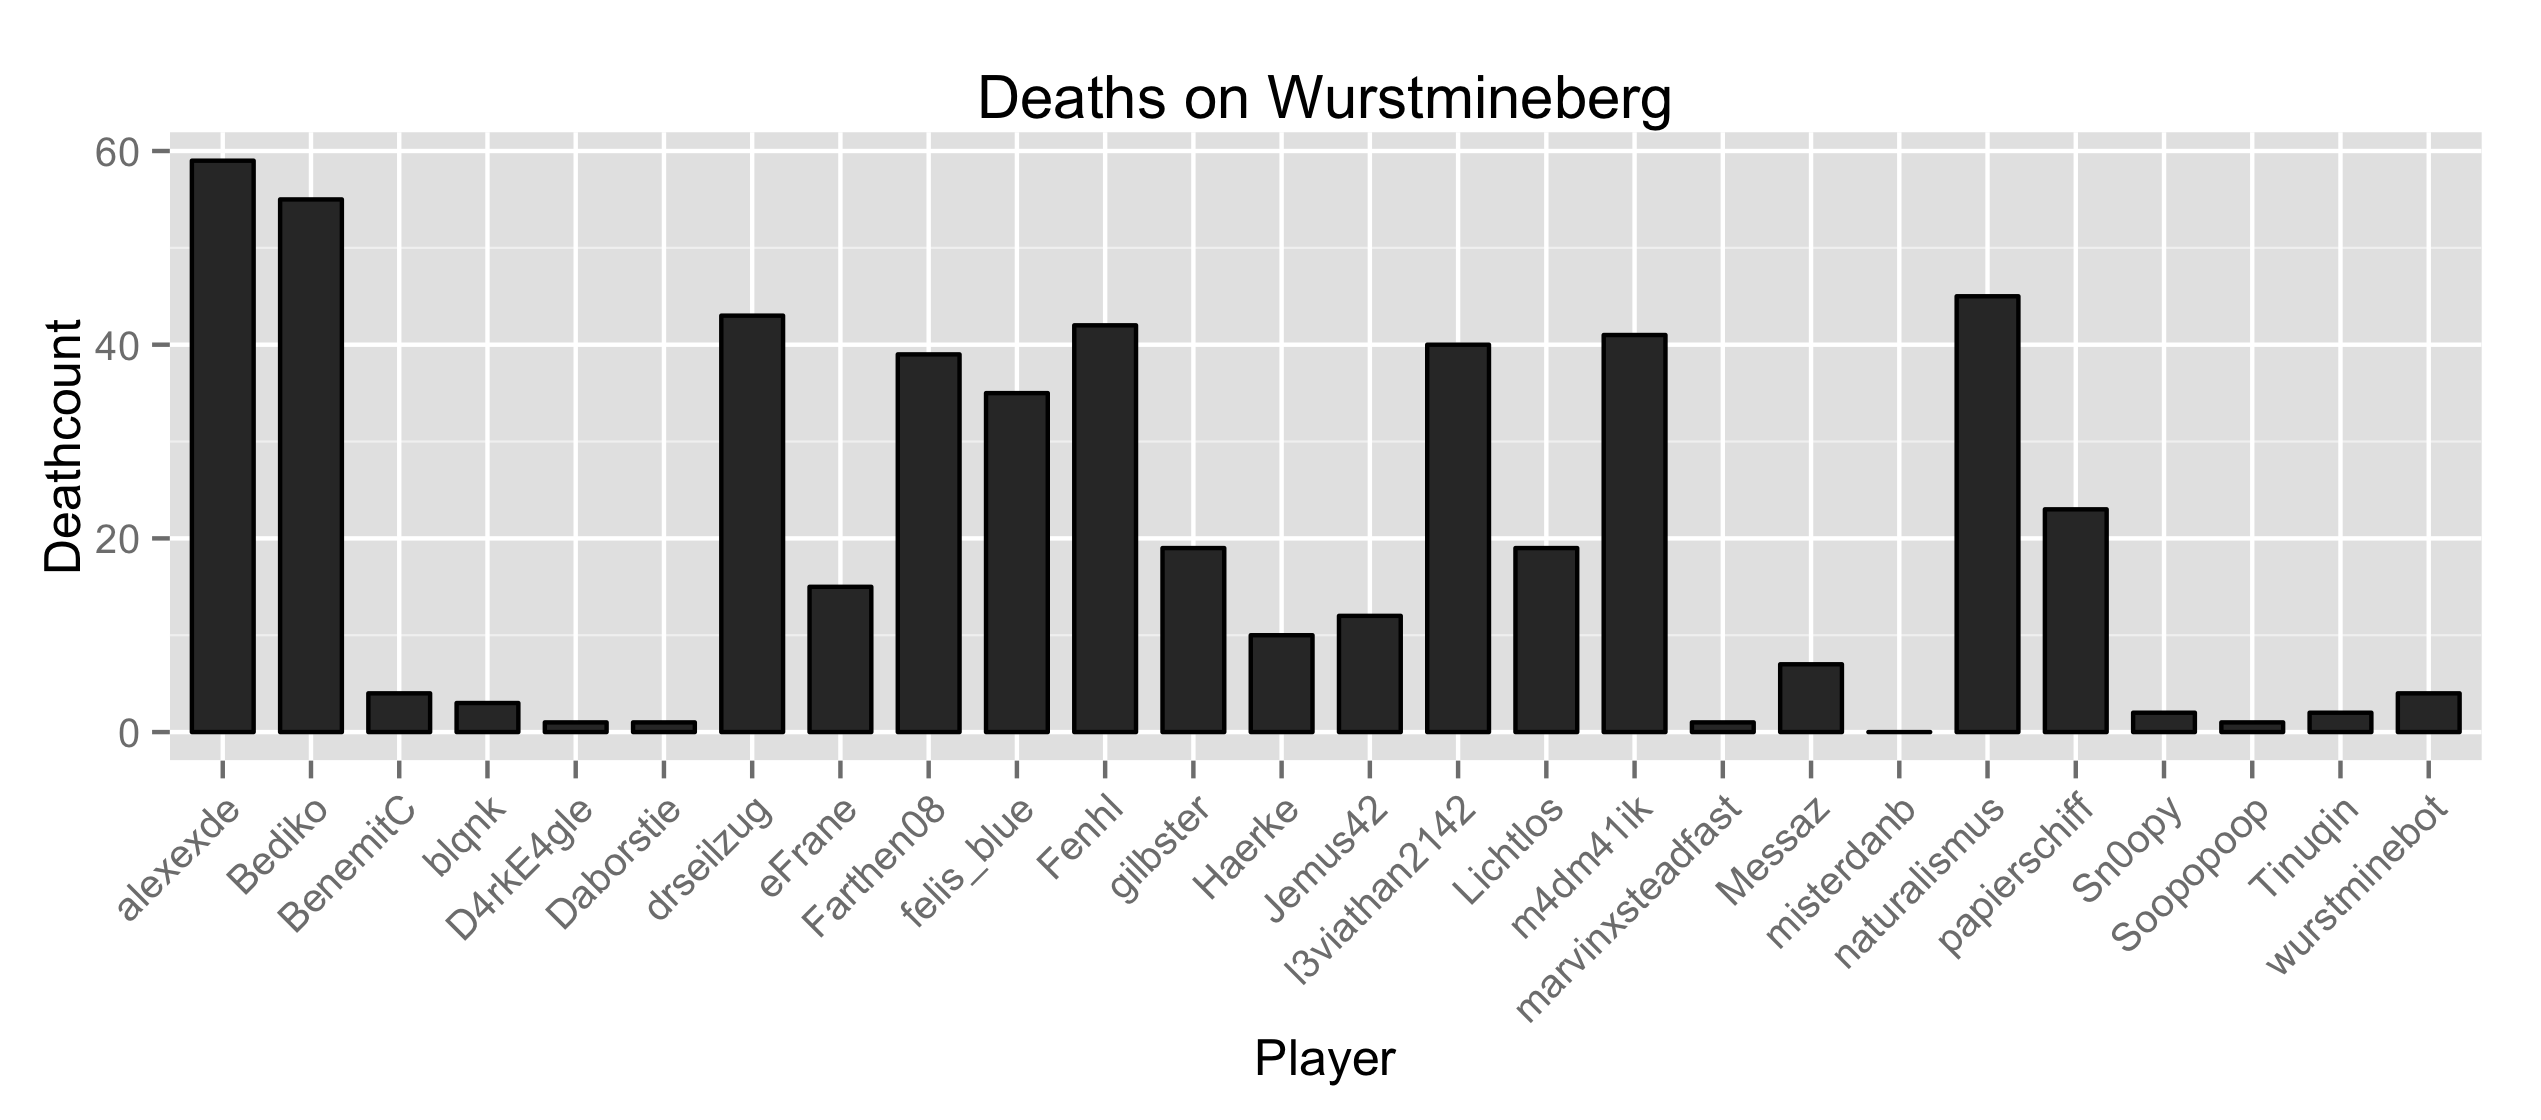 Deaths on Wurstmineberg
Deathcount
60
40
20
0
alexexde
Bediko
BenemitC
blqnk
D4rkE4gle
Daborstie
drseilzug
eFrane
Farthen08
felis_blue
Fenhl
gilbster
Haerke
Jemus42
l3viathan2142
Lichtlos
m4dm41ik
marvinxsteadfast
Messaz
misterdanb
naturalismus
papierschiff
Sn0opy
Soopopoop
Tinuqin
wurstminebot
Player